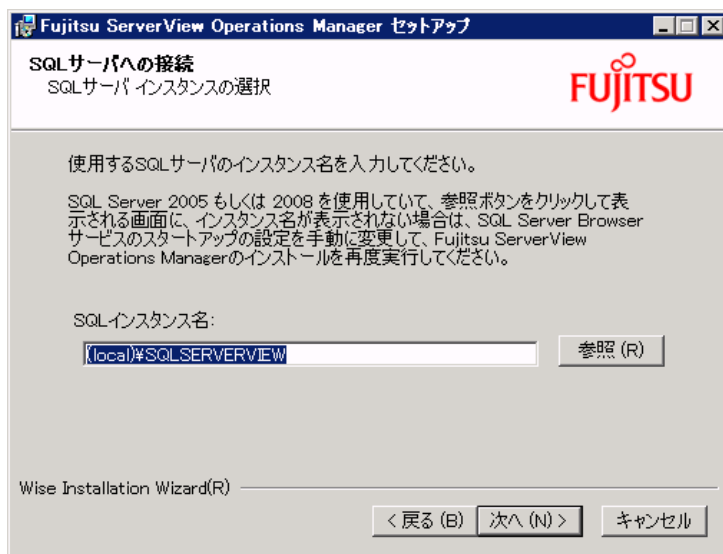 Fujitsu ServerView Operations Manager セットアップ
SQLサーバへの接続
SQLサーバ インスタンスの選択
FUJITSU
使用するSQLサーバのインスタンス名を入力してください。
SQL Server 2005 もしくは 2008 を使用していて、参照ボタンをクリックして表
示される画面に、インスタンス名が表示されない場合は、SQL Server Browser
サービスのスタートアップの設定を手動に変更して、Fujitsu ServerView
Operations Managerのインストールを再度実行してください。
SQLインスタンス名:
(local)¥SQLSERVERVIEW
参照 (R)
Wise Installation Wizard(R)
< 戻る (B)
次へ (N) >
キャンセル